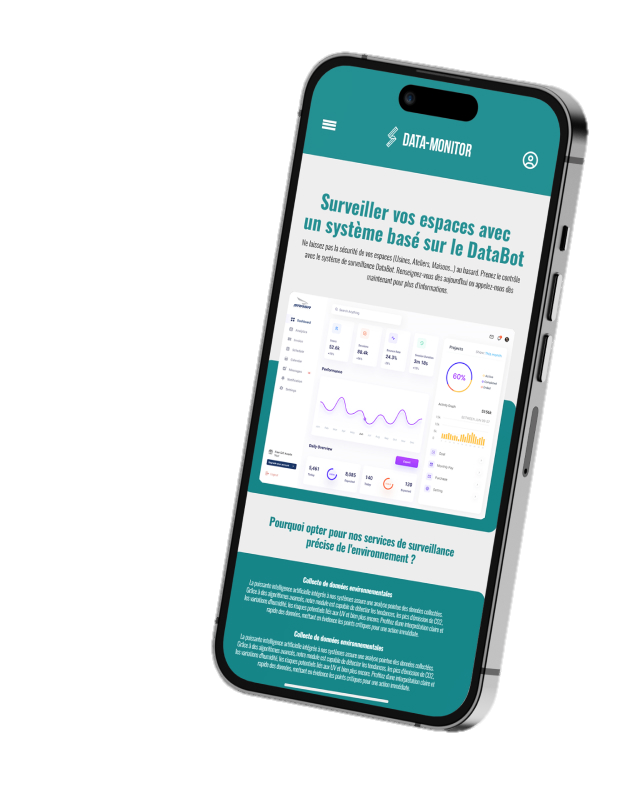 DATA-MONITOR
Surveiller vos espaces avec
un système basé sur le DataBot
Ne laissez pas la sécurité de vos espaces (Usines, Ateliers, Maisons...) au hasard. Prenez le contrôle
avec le système de surveillance DataBot. Renseignez-vous dès aujourd'hui ou appelez-nous dès
maintenant pour plus d'informations.
Search Anything
Dashboard
52.6k
24.3%
2m 18s
Performance
Projects
60%
Daily Overview
5,461
8,085
140
120
Pourquoi opter pour nos services de surveillance
précise de l'environnement ?
Collecte de données environnementales
La puissante intelligence artificielle intégrée à nos systèmes assure une analyse pointue des données collectées.
Grâce à des algorithmes avancés, notre module est capable de détecter les tendances, les pics d'émission de CO2,
les variations d'humidité, les risques potentiels liés aux UV et bien plus encore. Profitez d'une interprétation claire et
rapide des données, mettant en évidence les points critiques pour une action immédiate.
Collecte de données environnementales
La puissante intelligence artificielle intégrée à nos systèmes assure une analyse pointue des données collectées.
Grâce à des algorithmes avancés, notre module est capable de détecter les tendances, les pics d'émission de CO2,
les variations d'humidité, les risques potentiels liés aux UV et bien plus encore. Profitez d'une interprétation claire et
rapide des données, mettant en évidence les points critiques pour une action immédiate.